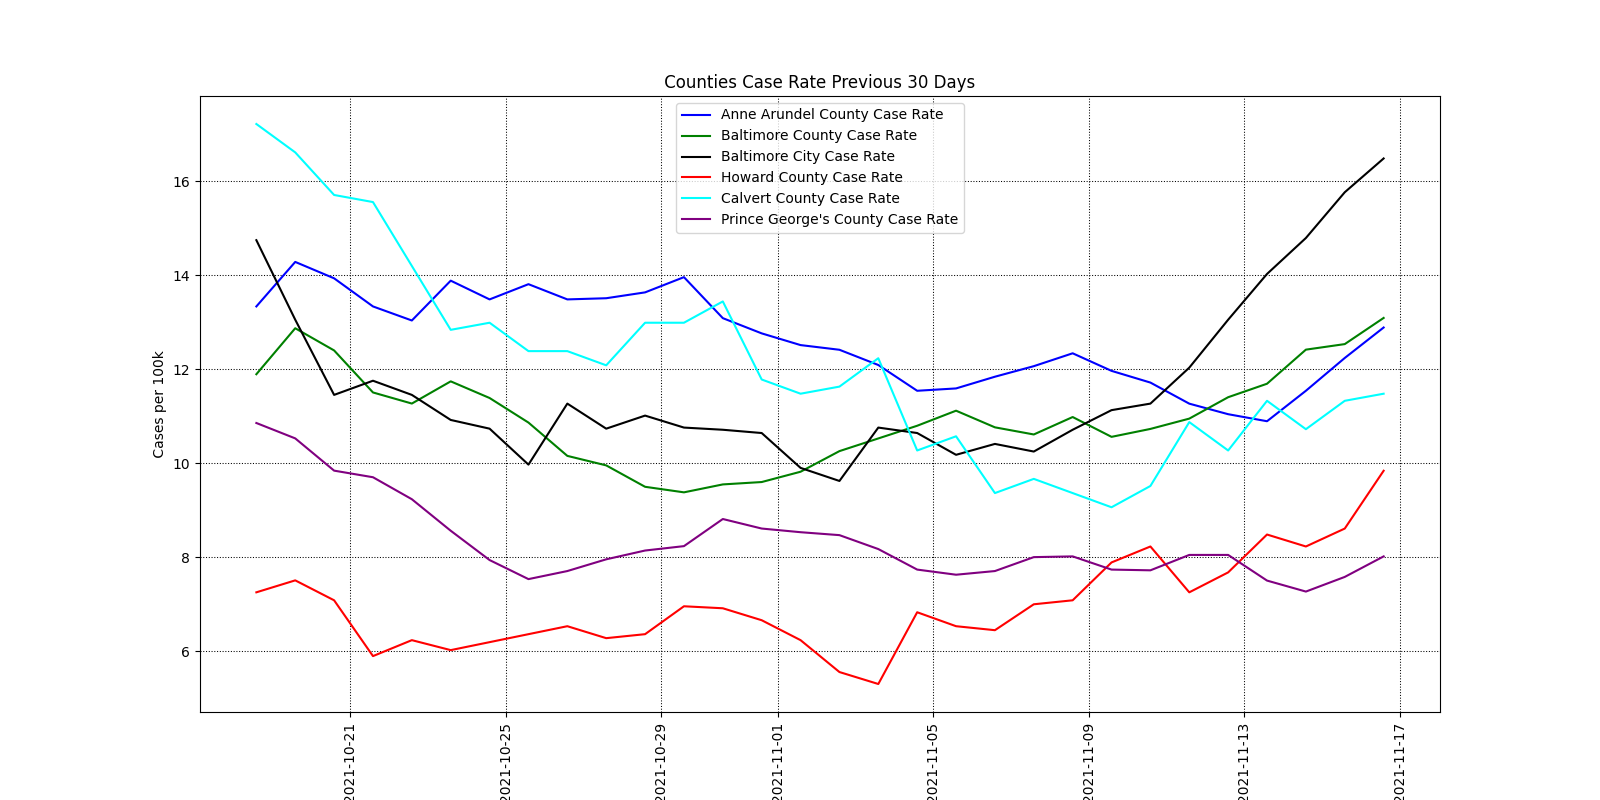 Counties Case Rate Previous 30 Days
Anne Arundel County Case Rate
Baltimore County Case Rate
Baltimore City Case Rate
Howard County Case Rate
Calvert County Case Rate
Prince George's County Case Rate
Cases per 100k
16
14
12
10
8
6
2021-10-21
2021-10-25
2021-10-29
2021-11-01
2021-11-05
2021-11-09
2021-11-13
2021-11-17